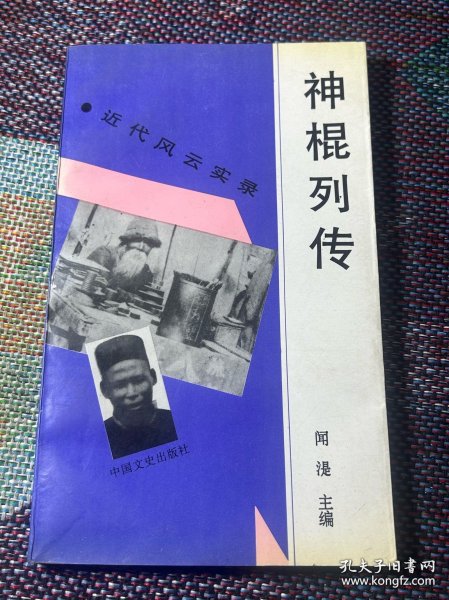 神棍列传
近代风云实录
中国文史出版社
闻湜 主编
孔夫子旧书网
www.kongfz.com